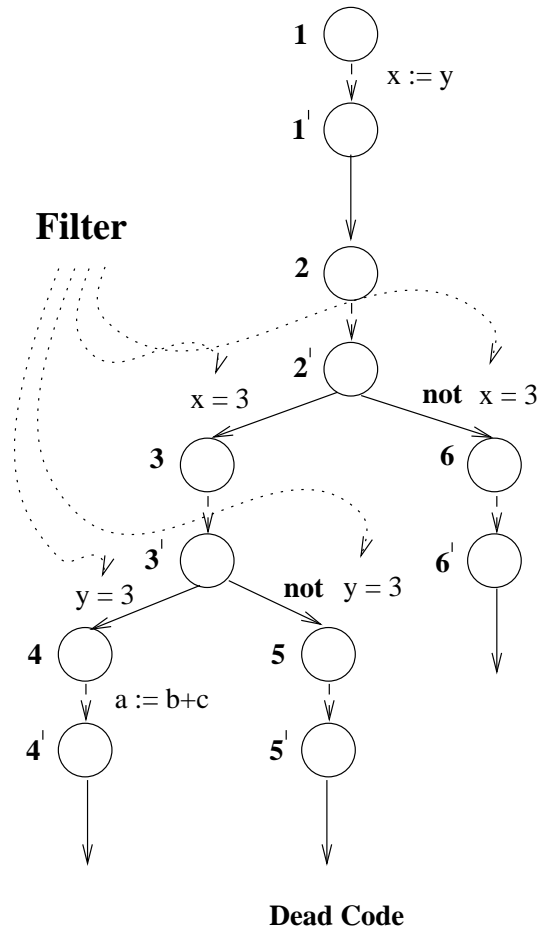 1
x := y
1'
Filter
2
2'
x = 3
not x = 3
3
6
3'
6'
y = 3
not y = 3
4
5
a := b+c
4'
5'
Dead Code